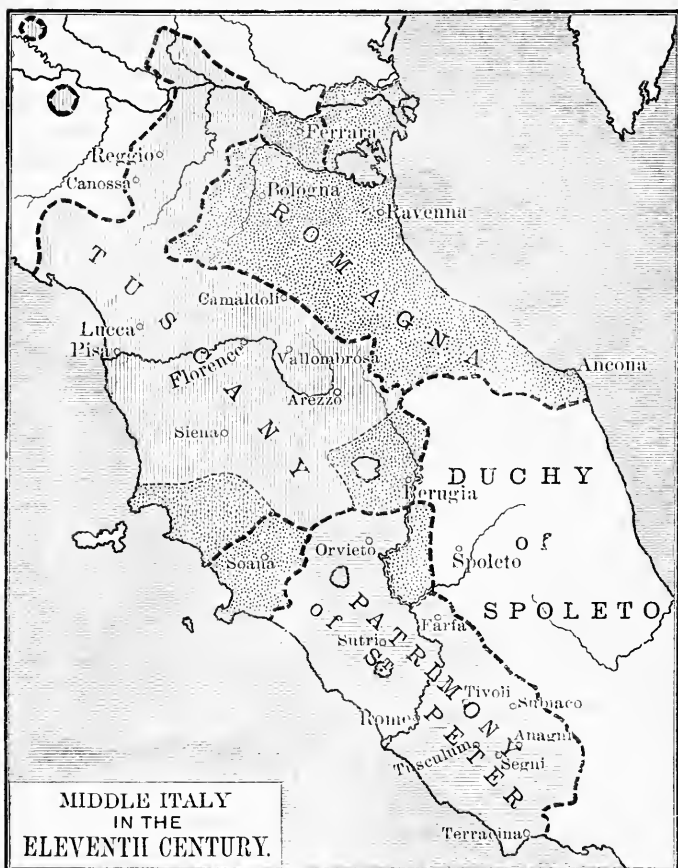 Ferrara
Reggio
Canossa
Bologna
Ravenna
ROMAGNA
TUSCANY
Camaldoli
Lucca
Pisa
Florence
Vallombrosa
Arezzo
Ancona
Siena
DUCHY
of
SPOLETO
Perugia
Orvieto
Spoleto
Soana
PATRIMONY
of ST
PETER
Farfa
Sutri
Tivoli
Subiaco
Rome
Anagni
Tusculum
Segni
Terracina
MIDDLE ITALY
IN THE
ELEVENTH CENTURY.